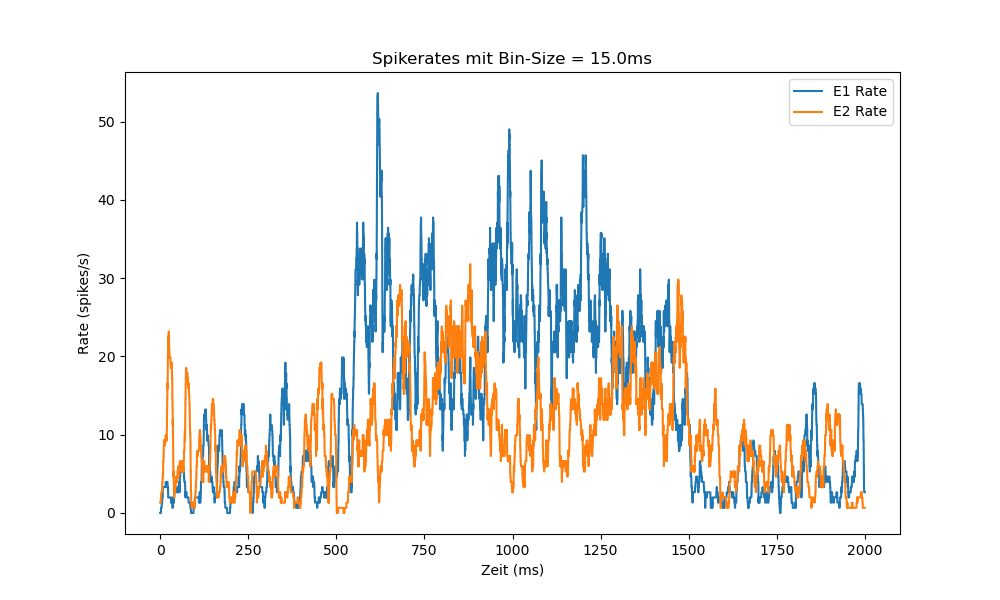 Spikerates mit Bin-Size = 15.0ms
E1 Rate
E2 Rate
50
40
30
20
10
0
Rate (spikes/s)
0 250 500 750 1000 1250 1500 1750 2000
Zeit (ms)